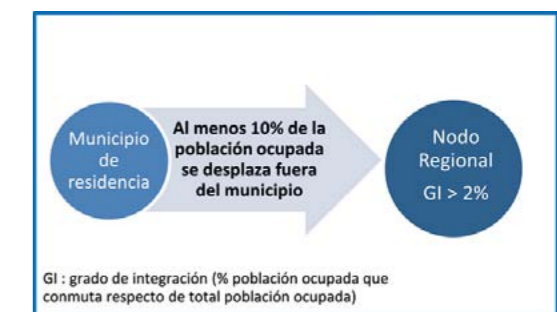 Municipio
de
residencia
Al menos 10% de la
población ocupada
se desplaza fuera
del municipio
Nodo
Regional
GI > 2%
GI : grado de integración (% población ocupada que
conmuta respecto de total población ocupada)